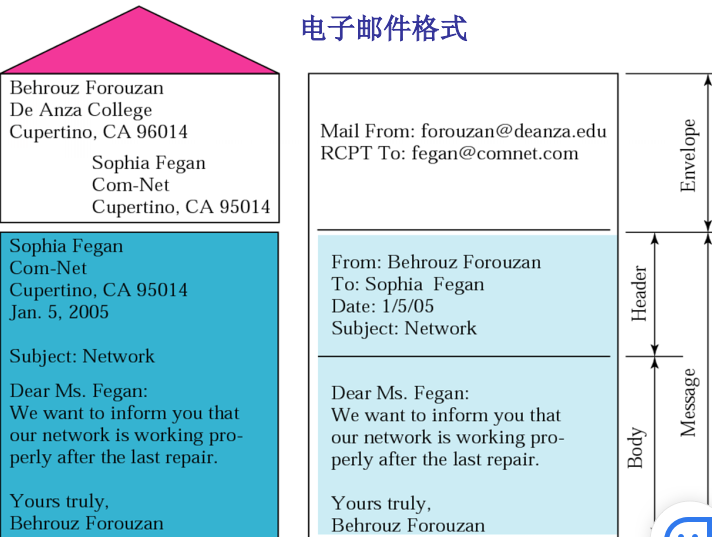 电子邮件格式
Behrouz Forouzan
De Anza College
Cupertino, CA 96014
Sophia Fegan
Com-Net
Cupertino, CA 95014
Sophia Fegan
Com-Net
Cupertino, CA 95014
Jan. 5, 2005
Subject: Network
Dear Ms. Fegan:
We want to inform you that
our network is working pro-
perly after the last repair.
Yours truly,
Behrouz Forouzan
Mail From: forouzan@deanza.edu
RCPT To: fegan@comnet.com
From: Behrouz Forouzan
To: Sophia Fegan
Date: 1/5/05
Subject: Network
Dear Ms. Fegan:
We want to inform you that
our network is working pro-
perly after the last repair.
Yours truly,
Behrouz Forouzan
Envelope
Header
Body
Message